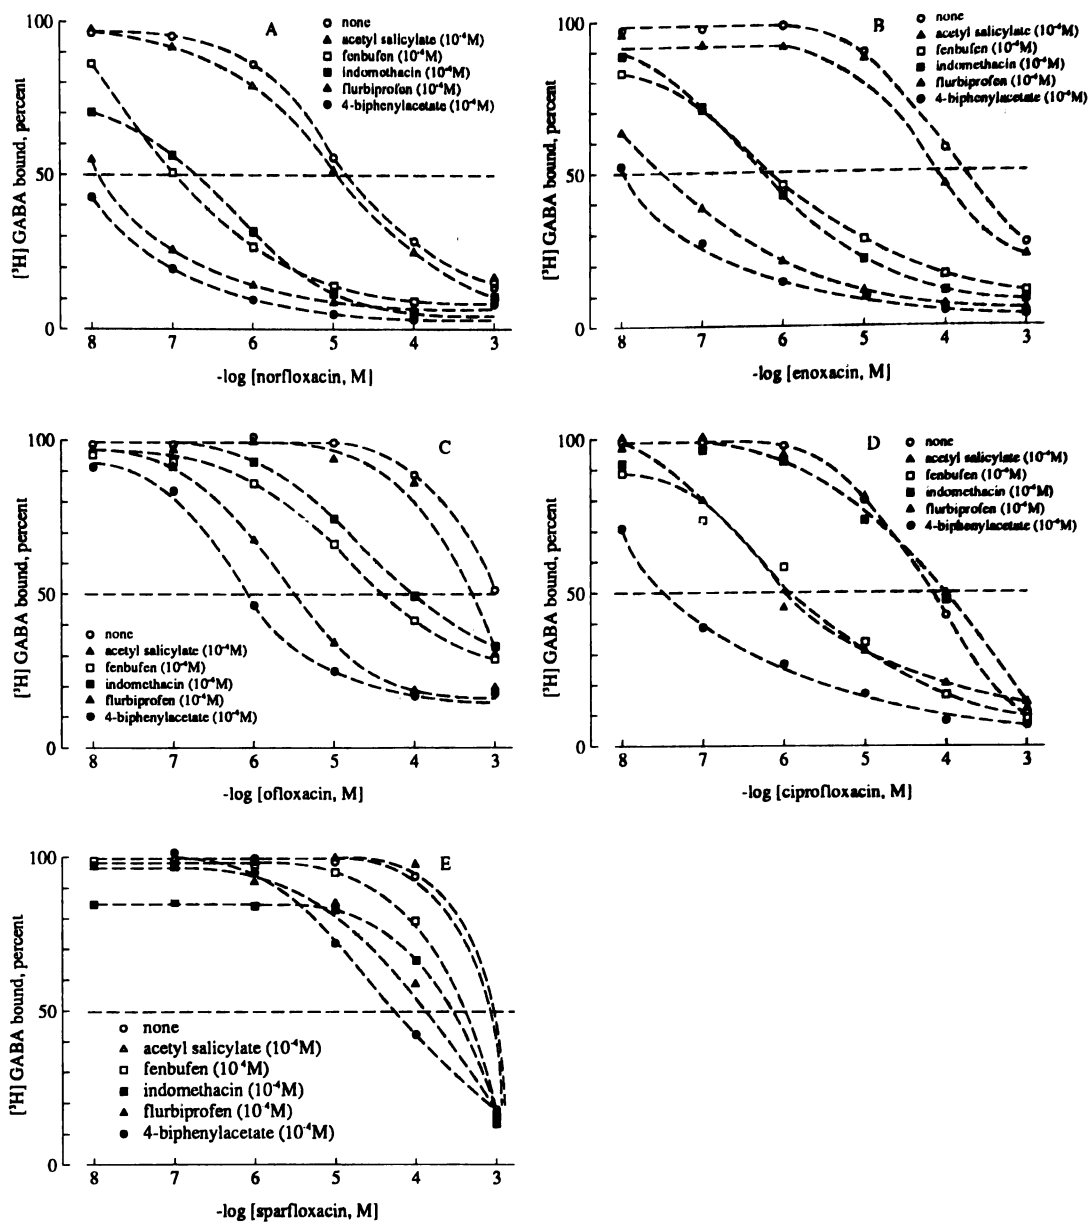 A
[³H] GABA bound, percent
100
50
0
8 7 6 5 4 3
-log [norfloxacin, M]
none
acetyl salicylate (10⁻⁴M)
fenbufen (10⁻⁴M)
indomethacin (10⁻⁴M)
flurbiprofen (10⁻⁴M)
4-biphenylacetate (10⁻⁴M)
B
[³H] GABA bound, percent
100
50
0
8 7 6 5 4 3
-log [enoxacin, M]
none
acetyl salicylate (10⁻⁴M)
fenbufen (10⁻⁴M)
indomethacin (10⁻⁴M)
flurbiprofen (10⁻⁴M)
4-biphenylacetate (10⁻⁴M)
C
[³H] GABA bound, percent
100
50
0
8 7 6 5 4 3
-log [ofloxacin, M]
none
acetyl salicylate (10⁻⁴M)
fenbufen (10⁻⁴M)
indomethacin (10⁻⁴M)
flurbiprofen (10⁻⁴M)
4-biphenylacetate (10⁻⁴M)
D
[³H] GABA bound, percent
100
50
0
8 7 6 5 4 3
-log [ciprofloxacin, M]
none
acetyl salicylate (10⁻⁴M)
fenbufen (10⁻⁴M)
indomethacin (10⁻⁴M)
flurbiprofen (10⁻⁴M)
4-biphenylacetate (10⁻⁴M)
E
[³H] GABA bound, percent
100
50
0
8 7 6 5 4 3
-log [sparfloxacin, M]
none
acetyl salicylate (10⁻⁴M)
fenbufen (10⁻⁴M)
indomethacin (10⁻⁴M)
flurbiprofen (10⁻⁴M)
4-biphenylacetate (10⁻⁴M)